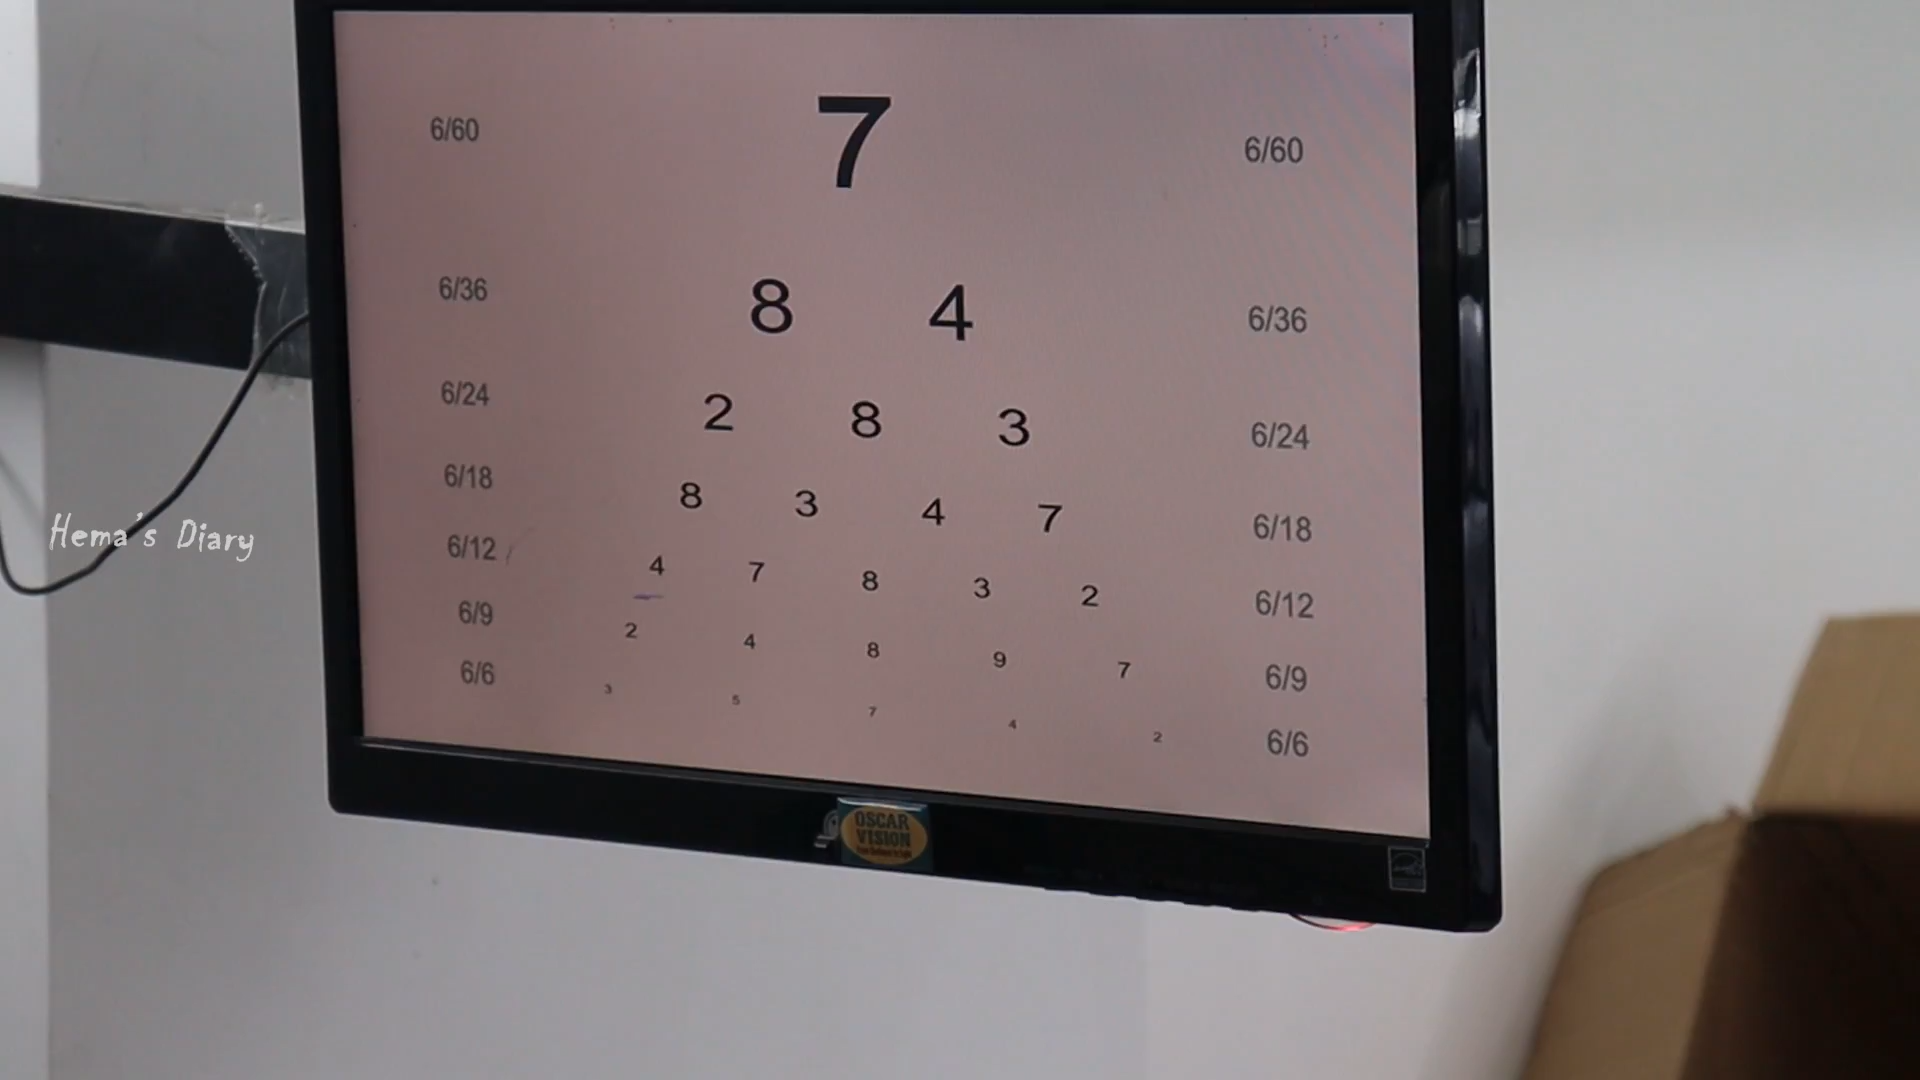 6/60 7 6/60
6/36 8 4 6/36
6/24 2 8 3 6/24
6/18 8 3 4 7 6/18
6/12 4 7 8 3 2 6/12
6/9 2 4 8 9 7 6/9
6/6 3 5 7 4 2 6/6
Hema's Diary
OSCAR
VISION